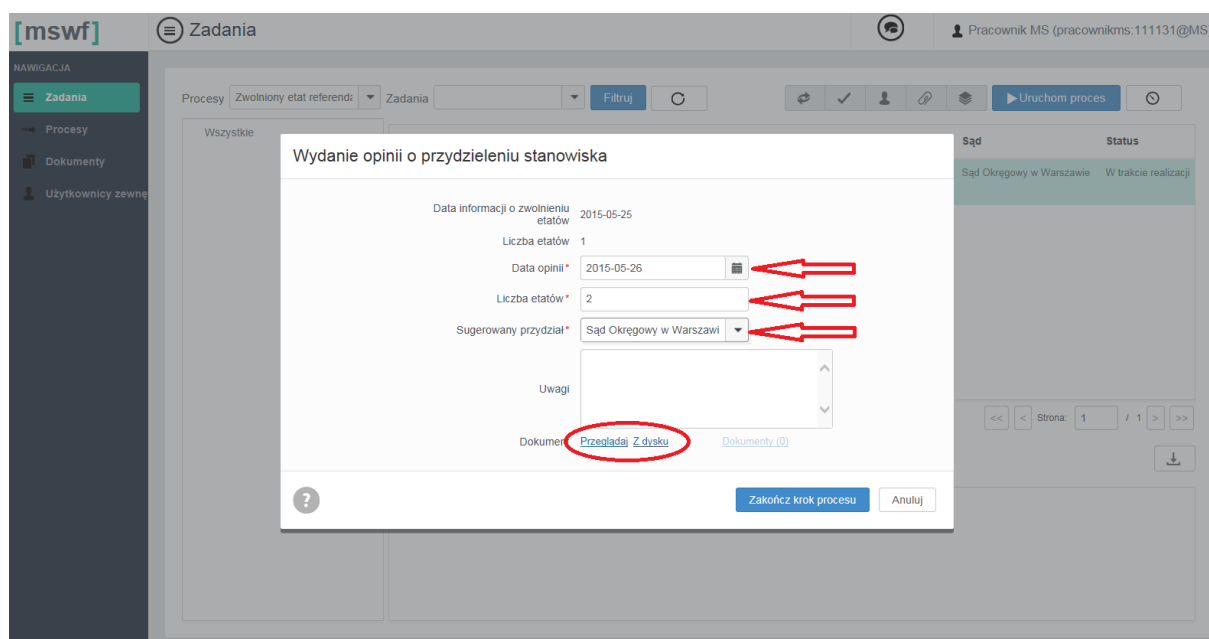 [mswf]
Zadania
Pracownik MS (pracownikms:111131@MS
NAWIGACJA
Zadania
Procesy
Dokumenty
Użytkownicy zewnę
Procesy Zwolniony etat referenda Zadania Filtruj Uruchom proces
Wszystkie
Sąd Status
Sąd Okręgowy w Warszawie W trakcie realizacji
Wydanie opinii o przydzieleniu stanowiska
Data informacji o zwolnieniu
etatów 2015-05-25
Liczba etatów 1
Data opinii* 2015-05-26
Liczba etatów* 2
Sugerowany przydział* Sąd Okręgowy w Warszawi
Uwagi
<< < Strona: 1 / 1 > >>
Dokumen Przeglądaj Z dysku Dokumenty (0)
? Zakończ krok procesu Anuluj